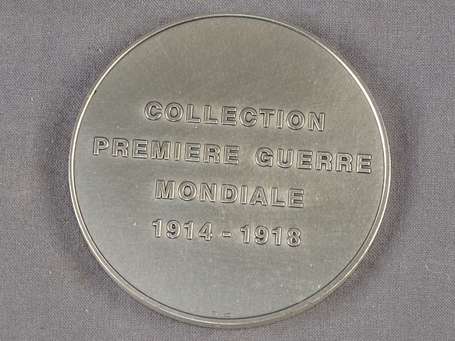 COLLECTION
PREMIERE GUERRE
MONDIALE
1914 - 1918